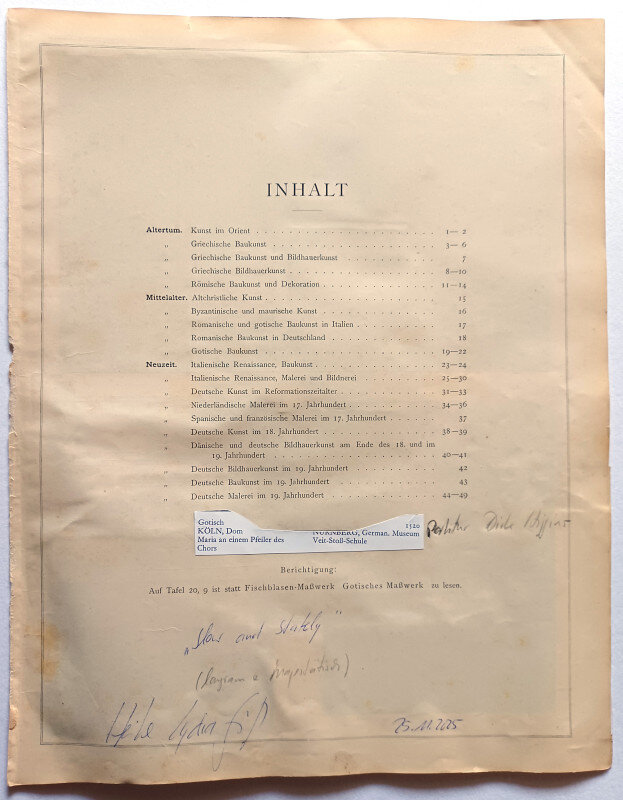 INHALT
Altertum. Kunst im Orient . . . . . . . . . . . . . . . . . . . . 1— 2
„ Griechische Baukunst . . . . . . . . . . . . . . . . . . 3— 6
„ Griechische Baukunst und Bildhauerkunst . . . . . . . . . . 7
„ Griechische Bildhauerkunst . . . . . . . . . . . . . . . . 8—10
„ Römische Baukunst und Dekoration . . . . . . . . . . . . 11—14
Mittelalter. Altchristliche Kunst . . . . . . . . . . . . . . . . . . 15
„ Byzantinische und maurische Kunst . . . . . . . . . . . . 16
„ Romanische und gotische Baukunst in Italien . . . . . . . . 17
„ Romanische Baukunst in Deutschland . . . . . . . . . . . 18
„ Gotische Baukunst . . . . . . . . . . . . . . . . . . . 19—22
Neuzeit. Italienische Renaissance, Baukunst . . . . . . . . . . . . 23—24
„ Italienische Renaissance, Malerei und Bildnerei . . . . . . . 25—30
„ Deutsche Kunst im Reformationszeitalter . . . . . . . . . . 31—33
„ Niederländische Malerei im 17. Jahrhundert . . . . . . . . . 34—36
„ Spanische und französische Malerei im 17. Jahrhundert . . . . . 37
„ Deutsche Kunst im 18. Jahrhundert . . . . . . . . . . . . 38—39
„ Dänische und deutsche Bildhauerkunst am Ende des 18. und im
19. Jahrhundert . . . . . . . . . . . . . . . . . . 40—41
„ Deutsche Bildhauerkunst im 19. Jahrhundert . . . . . . . . . 42
„ Deutsche Baukunst im 19. Jahrhundert . . . . . . . . . . . 43
„ Deutsche Malerei im 19. Jahrhundert . . . . . . . . . . . . 44—49
Gotisch 1520
KÖLN, Dom NÜRNBERG, German. Museum
Maria an einem Pfeiler des Veit-Stoß-Schule
Chors
Berichtigung:
Auf Tafel 20, 9 ist statt Fischblasen-Maßwerk Gotisches Maßwerk zu lesen.
„Slow and stately"
25.11.2025